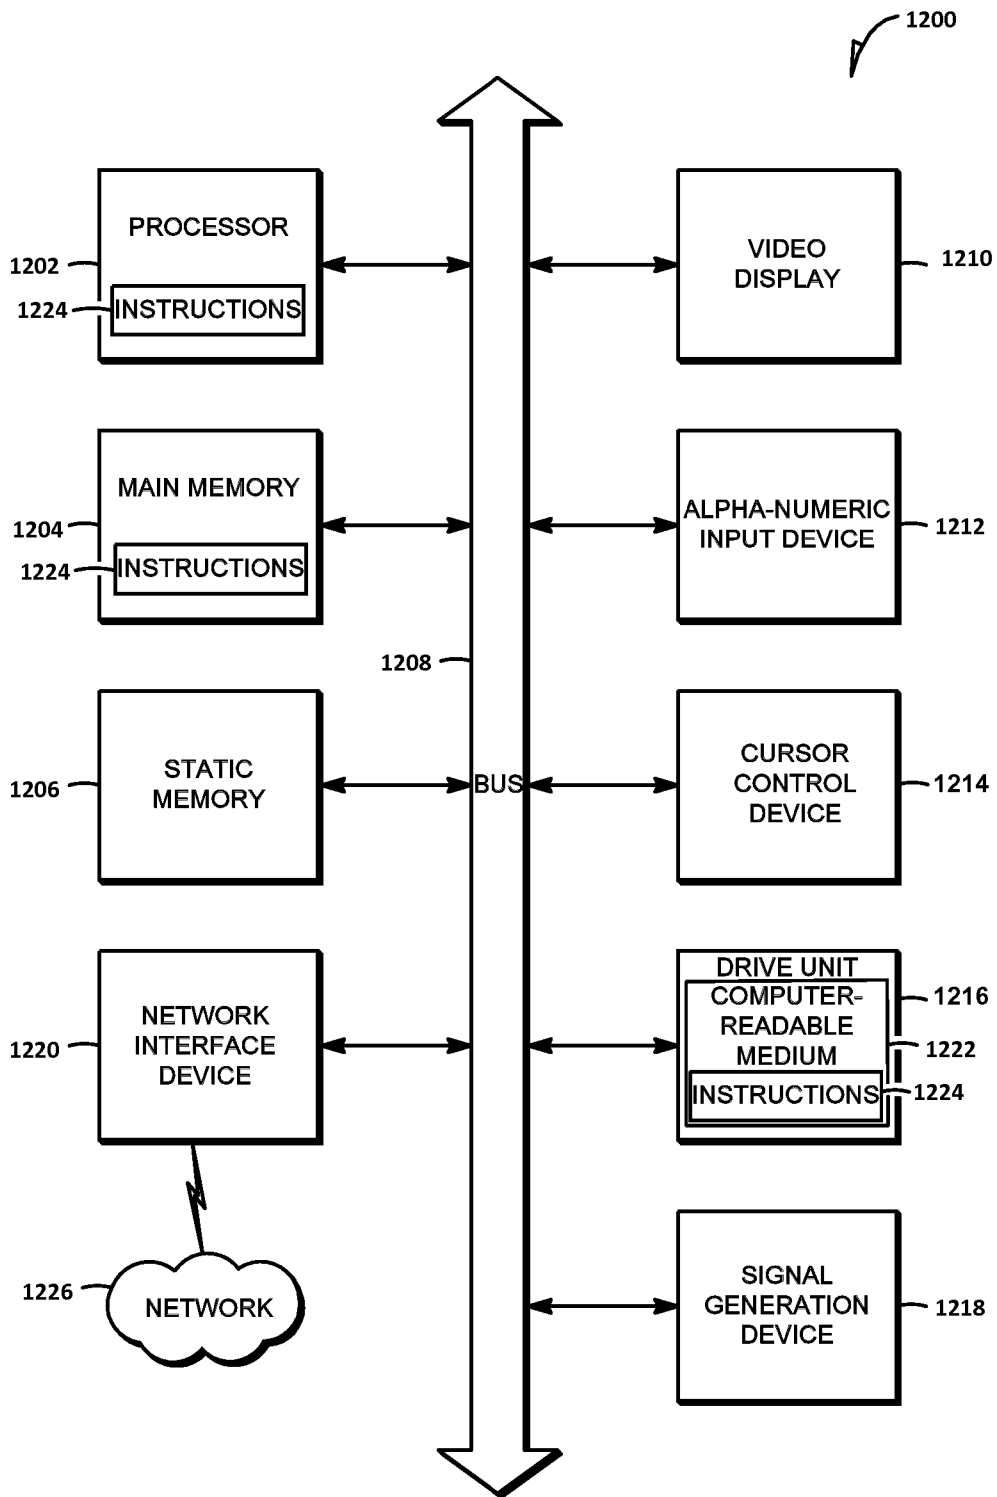 1200
PROCESSOR
1202
1224
INSTRUCTIONS
VIDEO
DISPLAY
1210
MAIN MEMORY
1204
1224
INSTRUCTIONS
ALPHA-NUMERIC
INPUT DEVICE
1212
1208
STATIC
MEMORY
1206
BUS
CURSOR
CONTROL
DEVICE
1214
NETWORK
INTERFACE
DEVICE
1220
DRIVE UNIT
COMPUTER-
READABLE
MEDIUM
INSTRUCTIONS
1216
1222
1224
1226
NETWORK
SIGNAL
GENERATION
DEVICE
1218